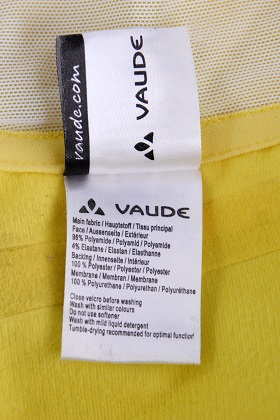 vaude.com
VAUDE
VAUDE
Main fabric / Hauptstoff / Tissu principal
Face / Aussenseite / Extérieur
96% Polyamide / Polyamid / Polyamide
4% Elastane / Elastan / Elasthanne
Backing / Innenseite / Intérieur
100 % Polyester / Polyester / Polyester
Membrane / Membran / Membrane
100 % Polyurethane / Polyurethan / Polyuréthane
Close velcro before washing
Wash with similar colours
Do not use softener
Wash with mild liquid detergent
Tumble-drying recommended for optimal function